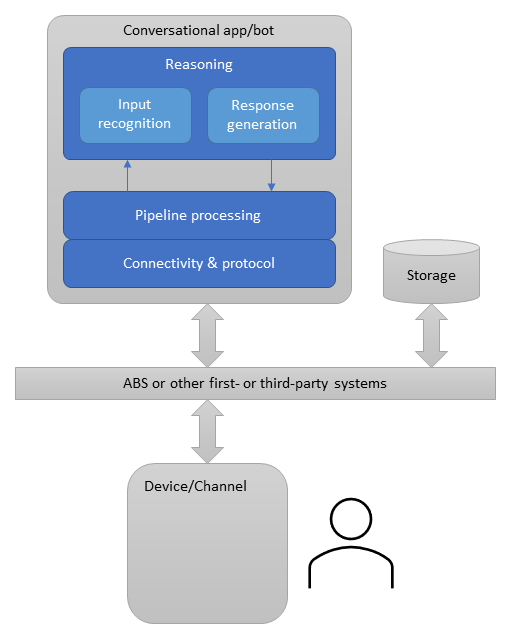 Conversational app/bot
Reasoning
Input
recognition
Response
generation
Pipeline processing
Connectivity & protocol
Storage
ABS or other first- or third-party systems
Device/Channel